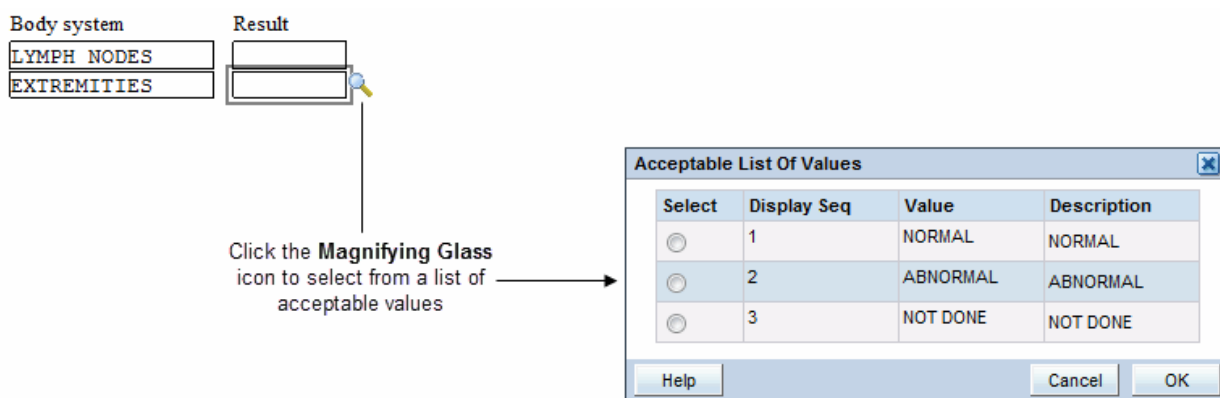 Body system Result
LYMPH NODES
EXTREMITIES
Click the Magnifying Glass
icon to select from a list of
acceptable values
Acceptable List Of Values
Select Display Seq Value Description
1 NORMAL NORMAL
2 ABNORMAL ABNORMAL
3 NOT DONE NOT DONE
Help Cancel OK